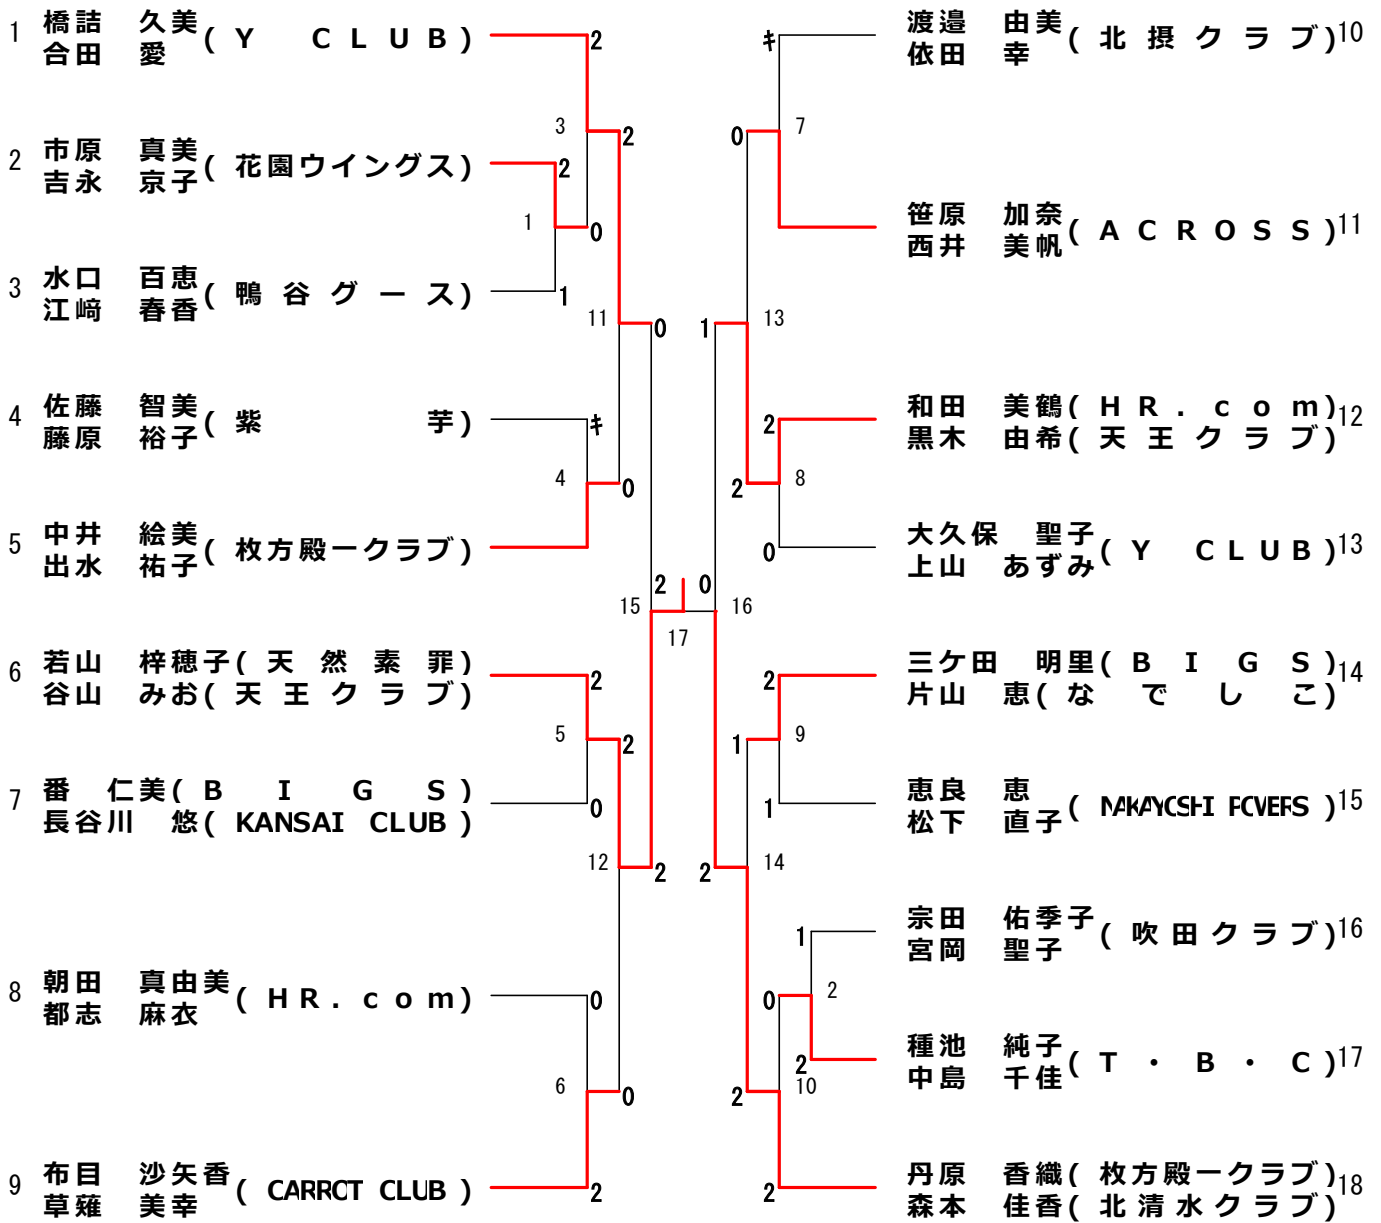 1 橋詰 久美 ( Y CLUB )
合田 愛
2
3
2
2 市原 真美 ( 花園ウイングス )
吉永 京子
2
1
0
3 水口 百恵 ( 鴨谷グース )
江﨑 春香
1
11
0
4 佐藤 智美 ( 紫芋 )
藤原 裕子
キ
4
0
5 中井 絵美 ( 枚方殿一クラブ )
出水 祐子
2
15
17
6 若山 梓穂子 ( 天然素罪 )
谷山 みお ( 天王クラブ )
2
5
2
7 番 仁美 ( BIGS )
長谷川 悠 ( KANSAI CLUB )
0
12
2
8 朝田 真由美 ( HR.com )
都志 麻衣
0
6
0
9 布目 沙矢香 ( CARROT CLUB )
草薙 美幸
2
キ
渡邉 由美 ( 北摂クラブ ) 10
依田 幸
0
7
笹原 加奈 ( ACROSS ) 11
西井 美帆
1
13
和田 美鶴 ( HR.com ) 12
黒木 由希 ( 天王クラブ )
2
2
8
大久保 聖子 ( Y CLUB ) 13
上山 あずみ
0
0
16
三ケ田 明里 ( BIGS ) 14
片山 恵 ( なでしこ )
2
1
9
恵良 恵 ( NAKAYOSHI POWERS ) 15
松下 直子
1
2
14
宗田 佑季子 ( 吹田クラブ ) 16
宮岡 聖子
1
0
2
種池 純子 ( T・B・C ) 17
中島 千佳
2
2
10
丹原 香織 ( 枚方殿一クラブ ) 18
森本 佳香 ( 北清水クラブ )
2